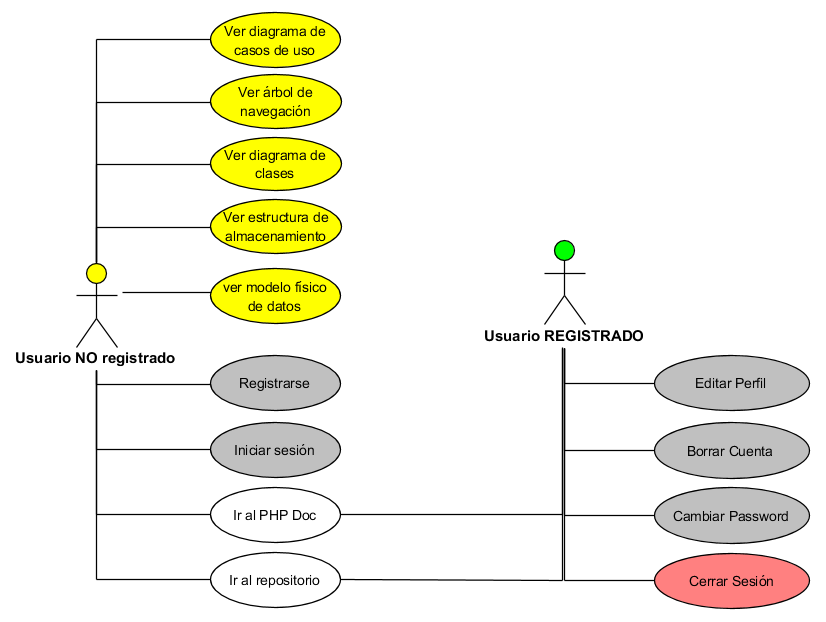 Ver diagrama de
casos de uso
Ver árbol de
navegación
Ver diagrama de
clases
Ver estructura de
almacenamiento
ver modelo físico
de datos
Usuario NO registrado
Usuario REGISTRADO
Registrarse
Editar Perfil
Iniciar sesión
Borrar Cuenta
Ir al PHP Doc
Cambiar Password
Ir al repositorio
Cerrar Sesión